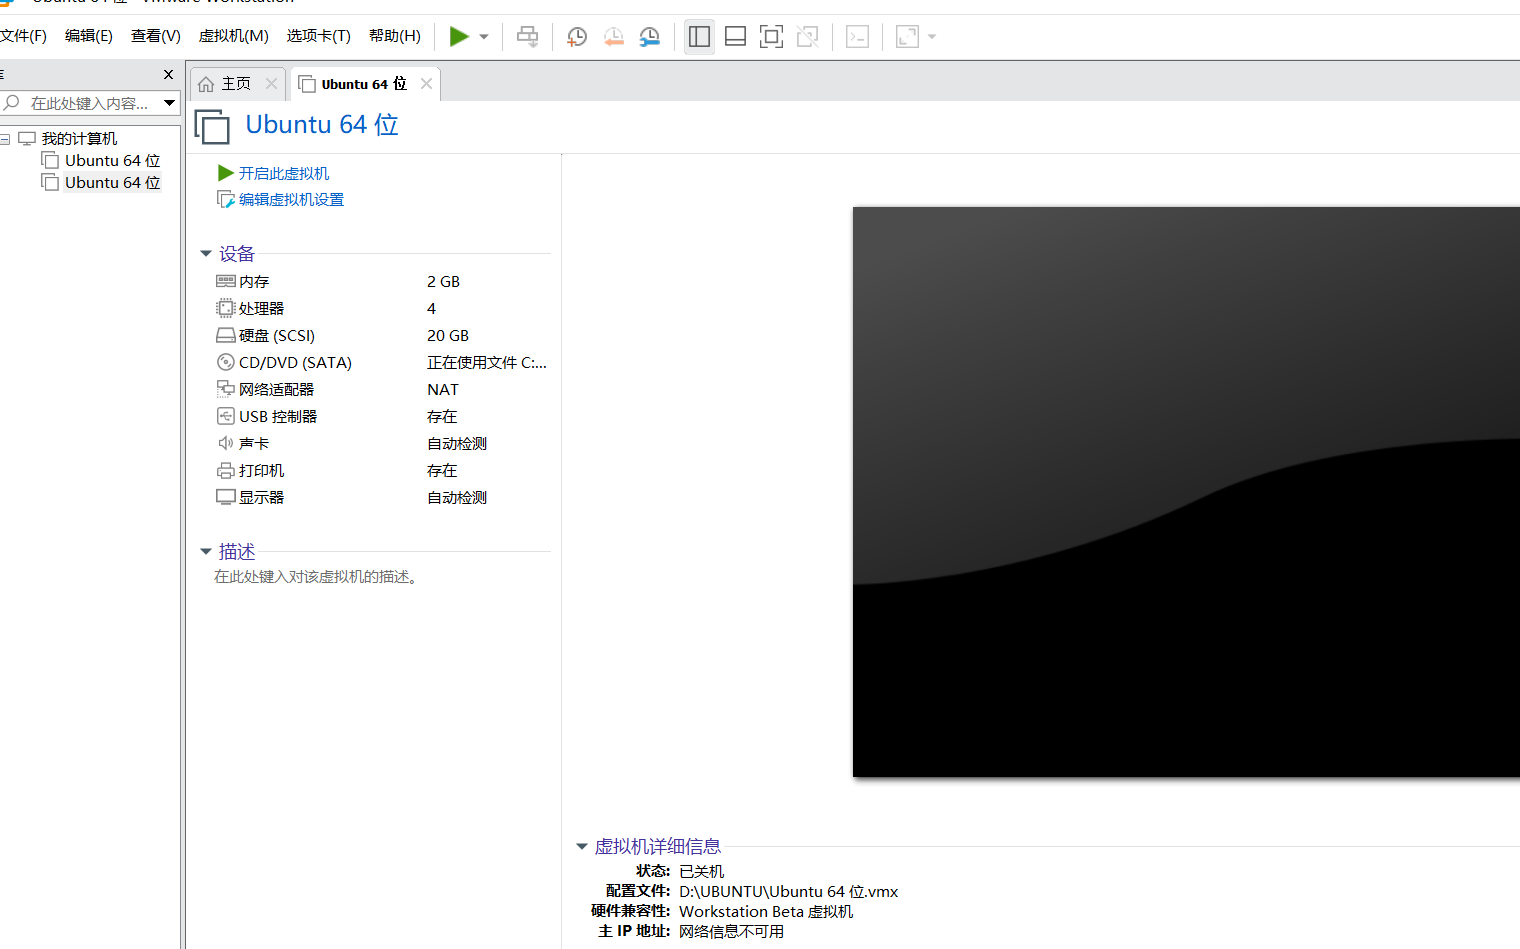 Ubuntu 64 位 - VMware Workstation
文件(F) 编辑(E) 查看(V) 虚拟机(M) 选项卡(T) 帮助(H)
主页
Ubuntu 64 位
在此处键入内容...
我的计算机
Ubuntu 64 位
Ubuntu 64 位
Ubuntu 64 位
开启此虚拟机
编辑虚拟机设置
设备
内存 2 GB
处理器 4
硬盘 (SCSI) 20 GB
CD/DVD (SATA) 正在使用文件 C:...
网络适配器 NAT
USB 控制器 存在
声卡 自动检测
打印机 存在
显示器 自动检测
描述
在此处键入对该虚拟机的描述。
虚拟机详细信息
状态: 已关机
配置文件: D:\UBUNTU\Ubuntu 64 位.vmx
硬件兼容性: Workstation Beta 虚拟机
主 IP 地址: 网络信息不可用